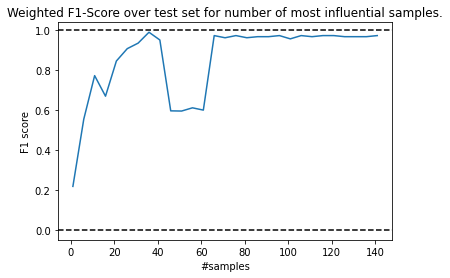 Weighted F1-Score over test set for number of most influential samples.
1.0
0.8
0.6
0.4
0.2
0.0
F1 score
0 20 40 60 80 100 120 140
#samples